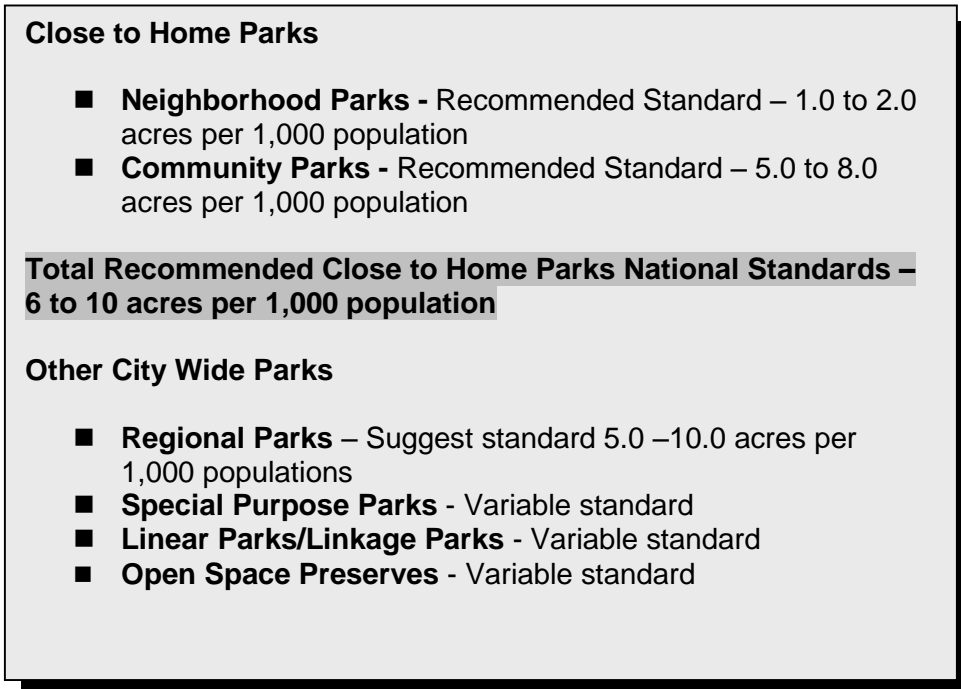 Close to Home Parks
■ Neighborhood Parks - Recommended Standard – 1.0 to 2.0
acres per 1,000 population
■ Community Parks - Recommended Standard – 5.0 to 8.0
acres per 1,000 population
Total Recommended Close to Home Parks National Standards –
6 to 10 acres per 1,000 population
Other City Wide Parks
■ Regional Parks – Suggest standard 5.0 –10.0 acres per
1,000 populations
■ Special Purpose Parks - Variable standard
■ Linear Parks/Linkage Parks - Variable standard
■ Open Space Preserves - Variable standard